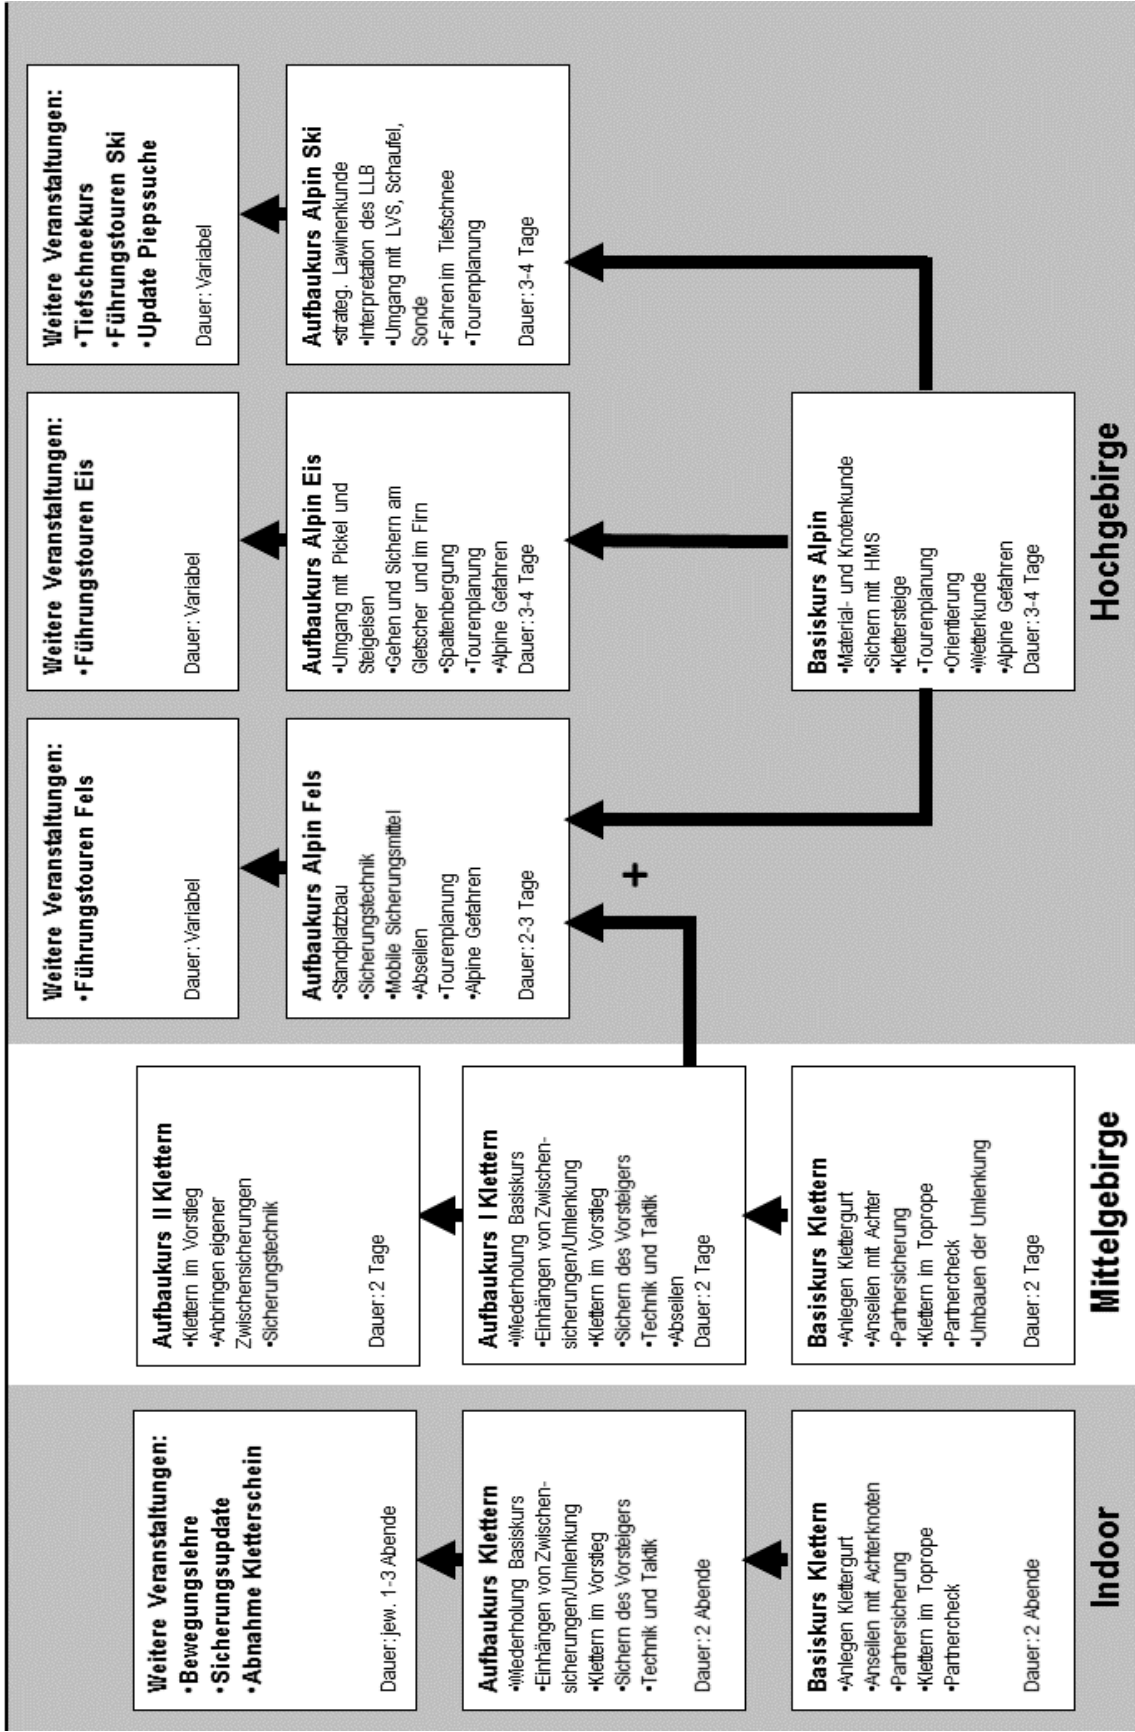 Weitere Veranstaltungen:
• Bewegungslehre
• Sicherungsupdate
• Abnahme Kletterschein
Dauer: jew. 1-3 Abende
Aufbaukurs Klettern
•Wiederholung Basiskurs
•Einhängen von Zwischen-
sicherungen/Umlenkung
•Klettern im Vorstieg
•Sichern des Vorsteigers
•Technik und Taktik
Dauer: 2 Abende
Basiskurs Klettern
•Anlegen Klettergurt
•Anseilen mit Achterknoten
•Partnersicherung
•Klettern im Toprope
•Partnercheck
Dauer: 2 Abende
Indoor
Aufbaukurs II Klettern
•Klettern im Vorstieg
•Anbringen eigener
Zwischensicherungen
•Sicherungstechnik
Dauer: 2 Tage
Aufbaukurs I Klettern
•Wiederholung Basiskurs
•Einhängen von Zwischen-
sicherungen/Umlenkung
•Klettern im Vorstieg
•Sichern des Vorsteigers
•Technik und Taktik
•Abseilen
Dauer: 2 Tage
Basiskurs Klettern
•Anlegen Klettergurt
•Anseilen mit Achter
•Partnersicherung
•Klettern im Toprope
•Partnercheck
•Umbauen der Umlenkung
Dauer: 2 Tage
Mittelgebirge
Weitere Veranstaltungen:
• Führungstouren Fels
Dauer: Variabel
Aufbaukurs Alpin Fels
•Standplatzbau
•Sicherungstechnik
•Mobile Sicherungsmittel
•Abseilen
•Tourenplanung
•Alpine Gefahren
Dauer: 2-3 Tage
+
Weitere Veranstaltungen:
• Führungstouren Eis
Dauer: Variabel
Aufbaukurs Alpin Eis
•Umgang mit Pickel und
Steigeisen
•Gehen und Sichern am
Gletscher und im Firn
•Spaltenbergung
•Tourenplanung
•Alpine Gefahren
Dauer: 3-4 Tage
Basiskurs Alpin
•Material- und Knotenkunde
•Sichern mit HMS
•Klettersteige
•Tourenplanung
•Orientierung
•Wetterkunde
•Alpine Gefahren
Dauer: 3-4 Tage
Weitere Veranstaltungen:
•Tiefschneekurs
• Führungstouren Ski
• Update Piepssuche
Dauer: Variabel
Aufbaukurs Alpin Ski
•strateg. Lawinenkunde
•Interpretation des LLB
•Umgang mit LVS, Schaufel,
Sonde
•Fahren im Tiefschnee
•Tourenplanung
Dauer: 3-4 Tage
Hochgebirge